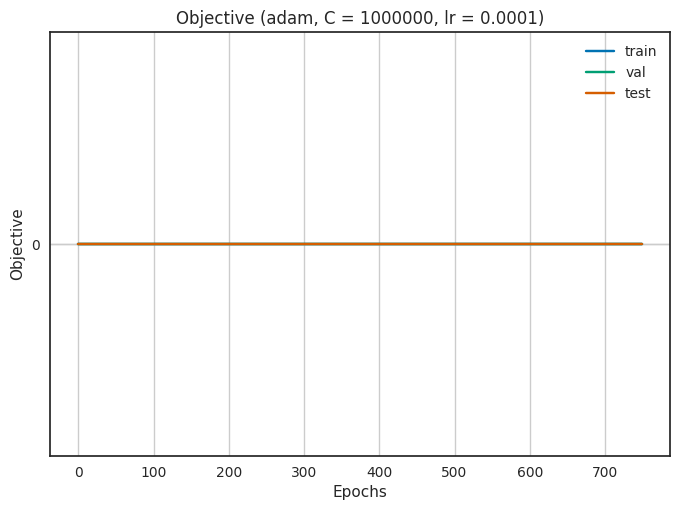 Objective (adam, C = 1000000, lr = 0.0001)
train
val
test
Objective
0
0 100 200 300 400 500 600 700
Epochs